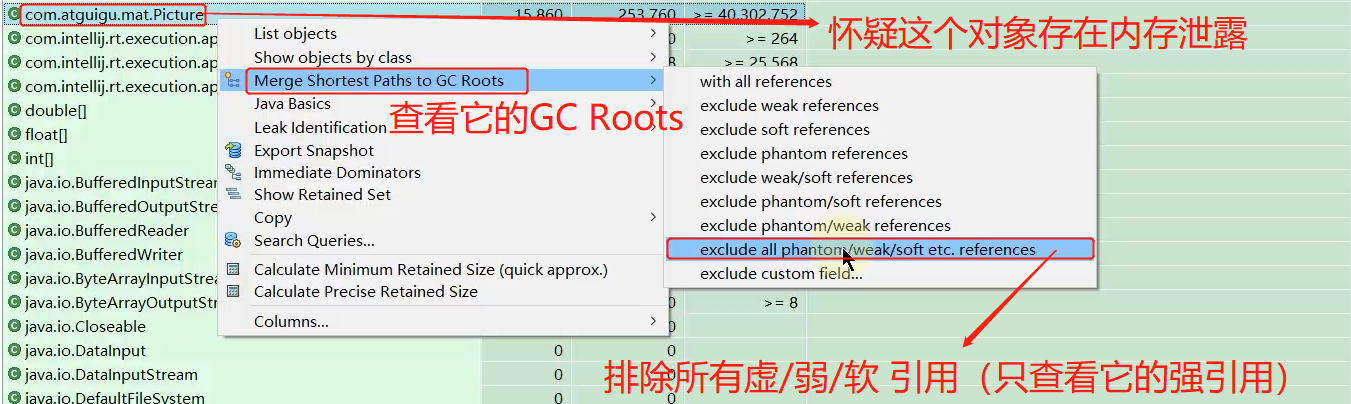 com.atguigu.mat.Picture 15,860 253,760 >= 40,302,752
怀疑这个对象存在内存泄露
com.intellij.rt.execution.ap 0 >= 264
com.intellij.rt.execution.ap 8 >= 25,568
com.intellij.rt.execution.ap
double[]
float[]
int[]
java.io.BufferedInputStream
java.io.BufferedOutputStre
java.io.BufferedReader
java.io.BufferedWriter
java.io.ByteArrayInputStr
java.io.ByteArrayOutputSt 0 >= 8
java.io.Closeable 0
java.io.DataInput 0 0
java.io.DataInputStream 0 0
java.io.DefaultFileSystem 0 0
List objects
Show objects by class
Merge Shortest Paths to GC Roots
Java Basics
Leak Identification
Export Snapshot
Immediate Dominators
Show Retained Set
Copy
Search Queries...
Calculate Minimum Retained Size (quick approx.)
Calculate Precise Retained Size
Columns...
查看它的GC Roots
with all references
exclude weak references
exclude soft references
exclude phantom references
exclude weak/soft references
exclude phantom/soft references
exclude phantom/weak references
exclude all phantom/weak/soft etc. references
exclude custom field...
排除所有虚/弱/软 引用（只查看它的强引用）